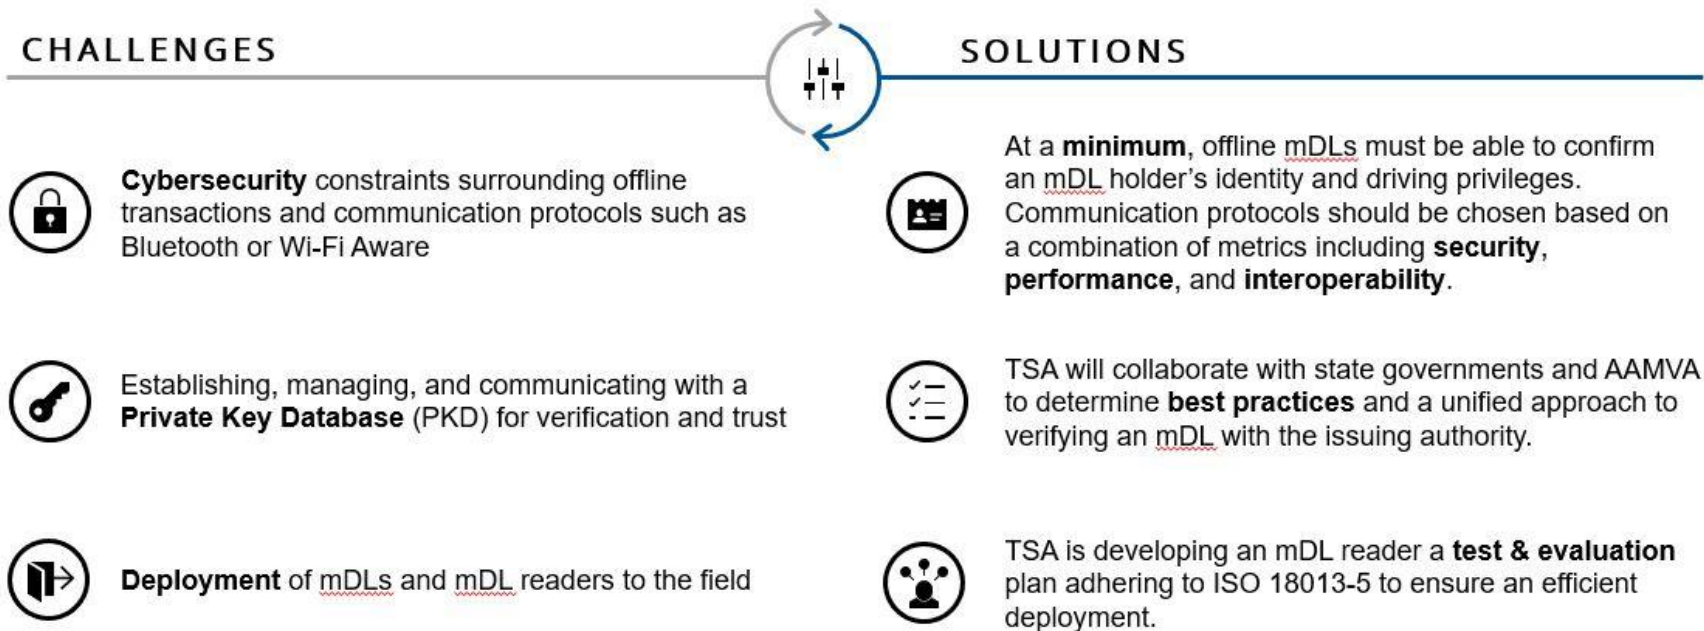 CHALLENGES
SOLUTIONS
Cybersecurity constraints surrounding offline
transactions and communication protocols such as
Bluetooth or Wi-Fi Aware
At a minimum, offline mDLs must be able to confirm
an mDL holder's identity and driving privileges.
Communication protocols should be chosen based on
a combination of metrics including security,
performance, and interoperability.
Establishing, managing, and communicating with a
Private Key Database (PKD) for verification and trust
TSA will collaborate with state governments and AAMVA
to determine best practices and a unified approach to
verifying an mDL with the issuing authority.
Deployment of mDLs and mDL readers to the field
TSA is developing an mDL reader a test & evaluation
plan adhering to ISO 18013-5 to ensure an efficient
deployment.